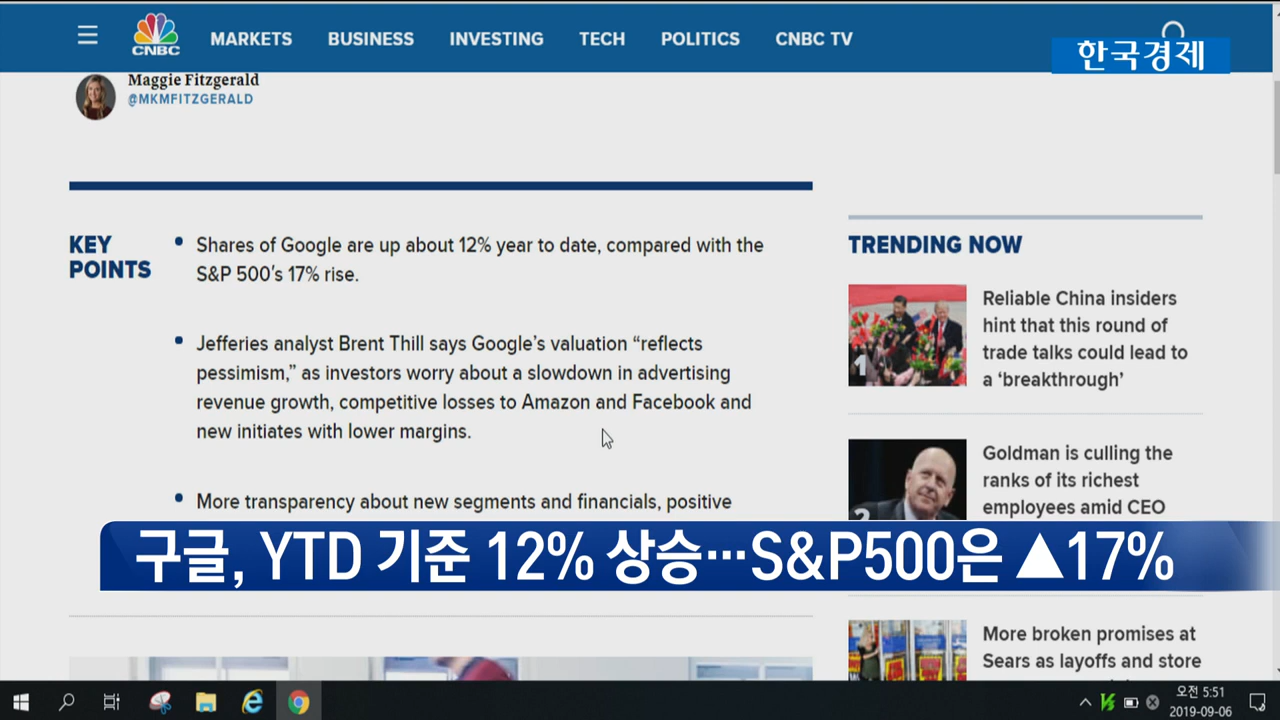 CNBC
MARKETS
BUSINESS
INVESTING
TECH
POLITICS
CNBC TV
한국경제
Maggie Fitzgerald
@MKMFITZGERALD
KEY
POINTS
Shares of Google are up about 12% year to date, compared with the
S&P 500's 17% rise.
Jefferies analyst Brent Thill says Google's valuation “reflects
pessimism,” as investors worry about a slowdown in advertising
revenue growth, competitive losses to Amazon and Facebook and
new initiates with lower margins.
More transparency about new segments and financials, positive
TRENDING NOW
1
Reliable China insiders
hint that this round of
trade talks could lead to
a ‘breakthrough’
2
Goldman is culling the
ranks of its richest
employees amid CEO
구글, YTD 기준 12% 상승…S&P500은 ▲17%
More broken promises at
Sears as layoffs and store
오전 5:51
2019-09-06